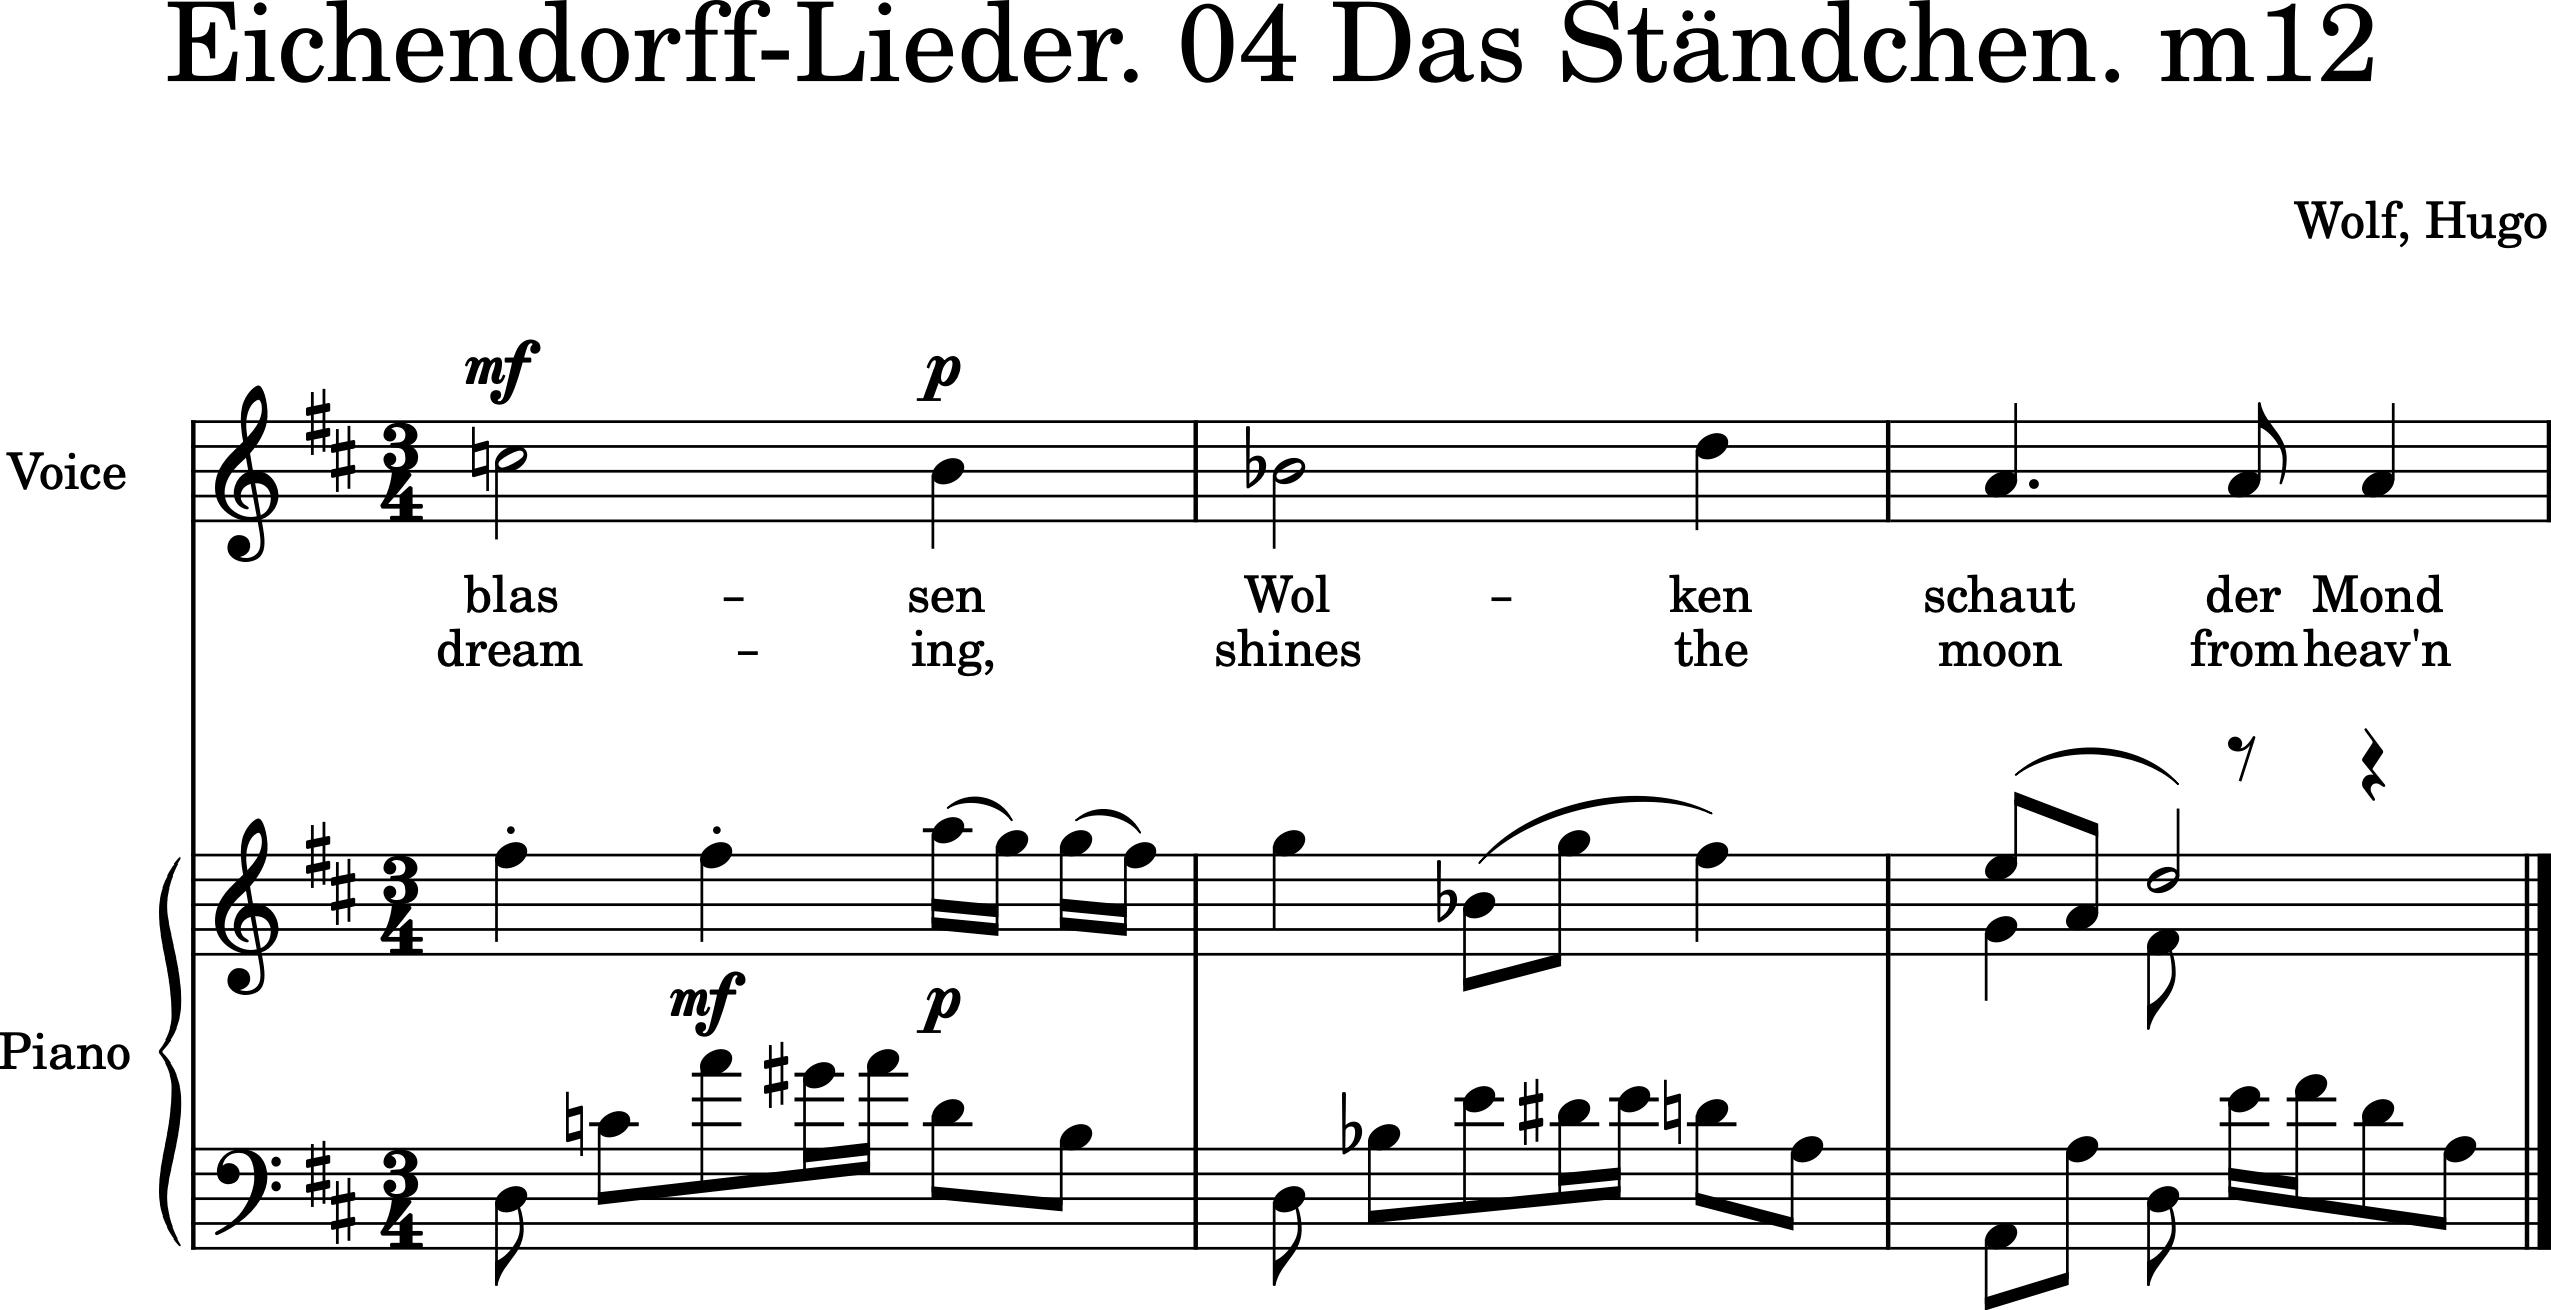 Eichendorff-Lieder. 04 Das Ständchen. m12
Wolf, Hugo
mf p
Voice
blas - sen Wol - ken schaut der Mond
dream - ing, shines the moon from heav'n
mf p
Piano